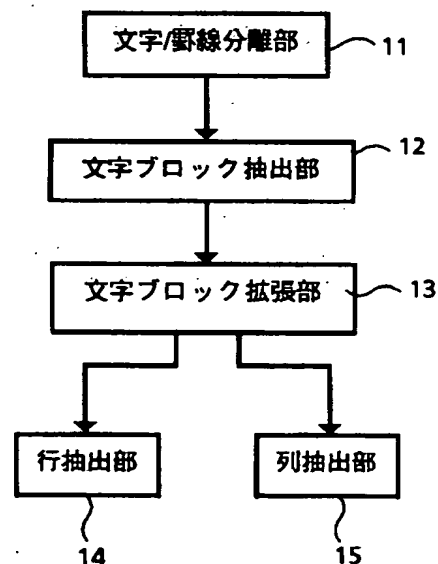 文字/罫線分離部
11
文字ブロック抽出部
12
文字ブロック拡張部
13
行抽出部
列抽出部
14
15